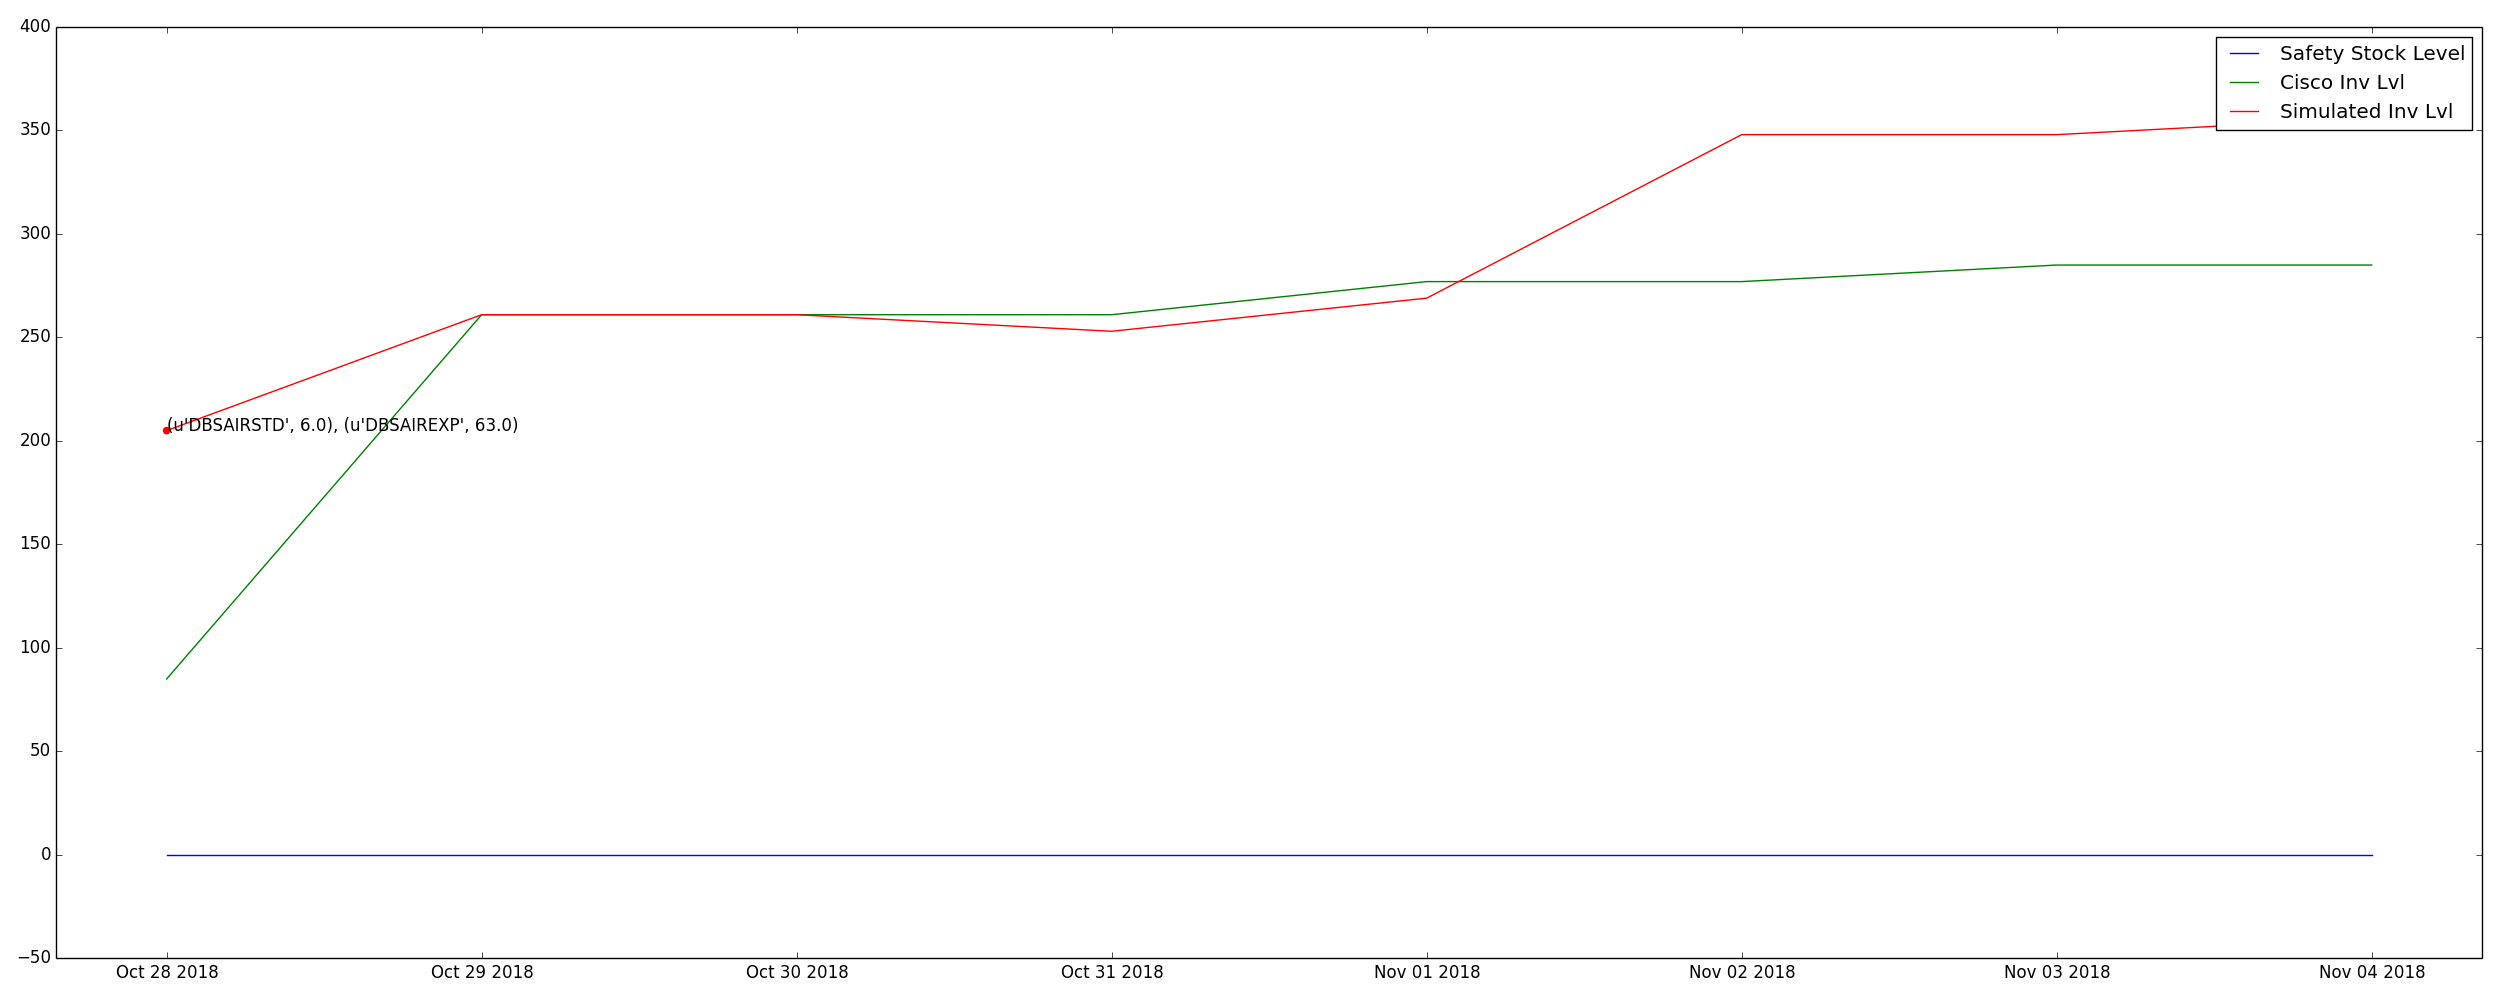 400
350
300
250
200
150
100
50
0
−50
Safety Stock Level
Cisco Inv Lvl
Simulated Inv Lvl
(u'DBSAIRSTD', 6.0), (u'DBSAIREXP', 63.0)
Oct 28 2018 Oct 29 2018 Oct 30 2018 Oct 31 2018 Nov 01 2018 Nov 02 2018 Nov 03 2018 Nov 04 2018